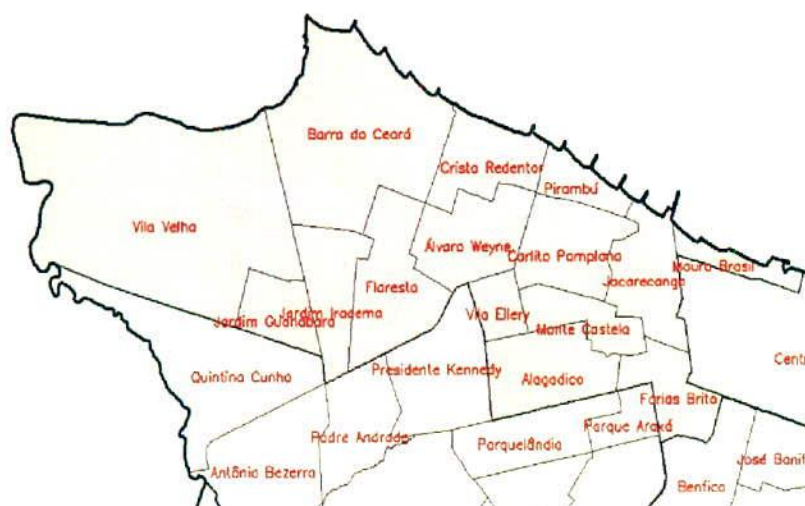 Barra do Ceará
Cristo Redentor
Pirambú
Vila Velha
Álvaro Weyne
Carlito Pamplona
Moura Brasil
Jacarecanga
Floresta
Jardim Iracema
Jardim Guanabara
Vila Ellery
Monte Castelo
Centr
Presidente Kennedy
Quintino Cunha
Alagadico
Farias Brito
Parque Araxá
Padre Andrade
Parquelândia
José Bonif
Antônio Bezerra
Benfica